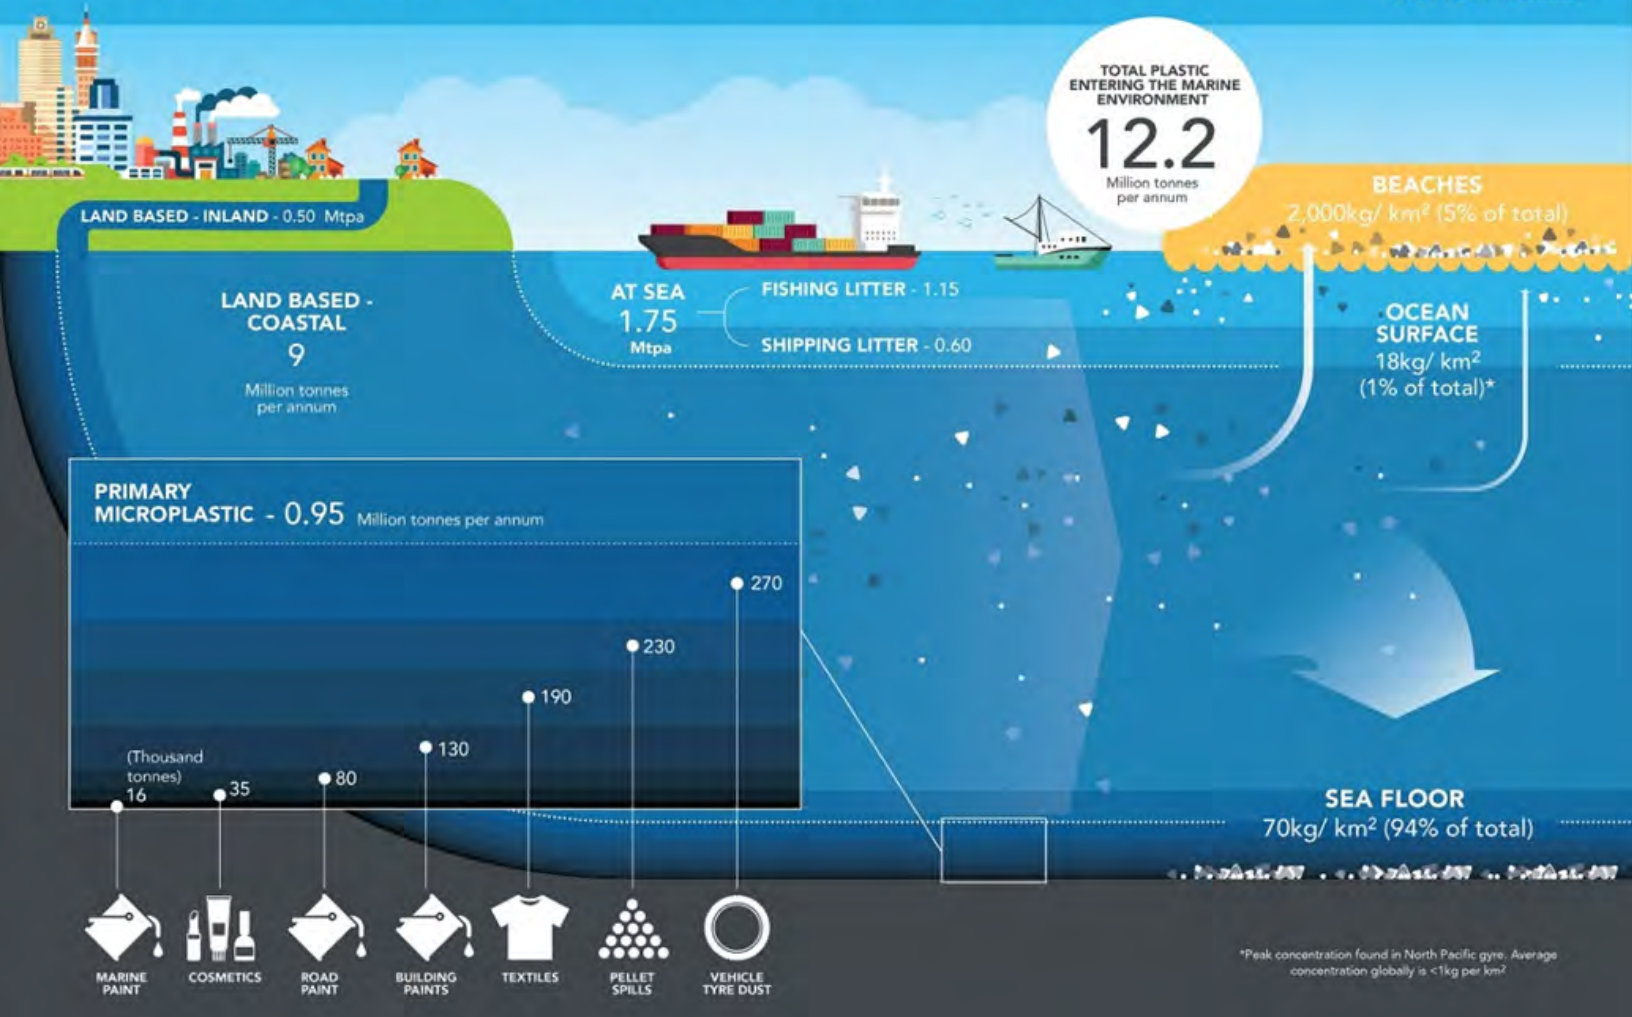 TOTAL PLASTIC
ENTERING THE MARINE
ENVIRONMENT
12.2
Million tonnes
per annum
BEACHES
2,000kg/ km² (5% of total)
LAND BASED - INLAND - 0.50 Mtpa
LAND BASED -
COASTAL
9
Million tonnes
per annum
AT SEA
1.75
Mtpa
FISHING LITTER - 1.15
SHIPPING LITTER - 0.60
OCEAN
SURFACE
18kg/ km²
(1% of total)*
PRIMARY
MICROPLASTIC - 0.95 Million tonnes per annum
270
230
190
130
80
35
(Thousand
tonnes)
16
MARINE
PAINT
COSMETICS
ROAD
PAINT
BUILDING
PAINTS
TEXTILES
PELLET
SPILLS
VEHICLE
TYRE DUST
SEA FLOOR
70kg/ km² (94% of total)
*Peak concentration found in North Pacific gyre. Average
concentration globally is <1kg per km²